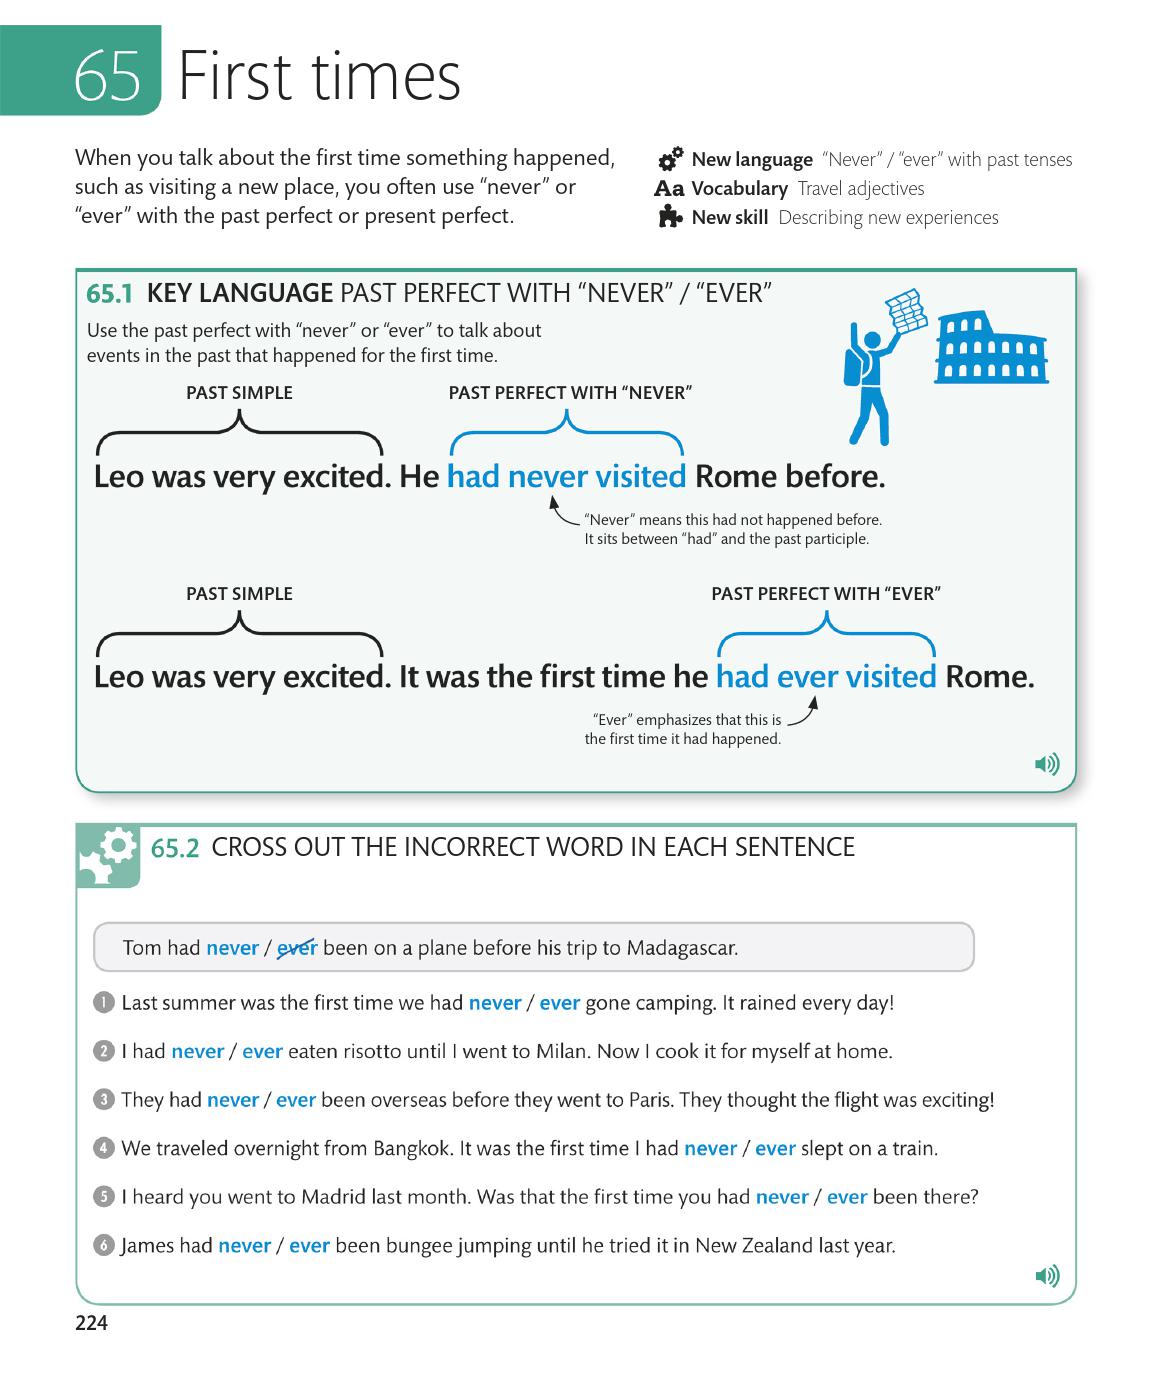 65 First times
When you talk about the first time something happened,
such as visiting a new place, you often use “never” or
“ever” with the past perfect or present perfect.
New language “Never” / “ever” with past tenses
Aa Vocabulary Travel adjectives
New skill Describing new experiences
65.1 KEY LANGUAGE PAST PERFECT WITH “NEVER” / “EVER”
Use the past perfect with “never” or “ever” to talk about
events in the past that happened for the first time.
PAST SIMPLE PAST PERFECT WITH “NEVER”
Leo was very excited. He had never visited Rome before.
“Never” means this had not happened before.
It sits between “had” and the past participle.
PAST SIMPLE PAST PERFECT WITH “EVER”
Leo was very excited. It was the first time he had ever visited Rome.
“Ever” emphasizes that this is
the first time it had happened.
65.2 CROSS OUT THE INCORRECT WORD IN EACH SENTENCE
Tom had never / ever been on a plane before his trip to Madagascar.
1 Last summer was the first time we had never / ever gone camping. It rained every day!
2 I had never / ever eaten risotto until I went to Milan. Now I cook it for myself at home.
3 They had never / ever been overseas before they went to Paris. They thought the flight was exciting!
4 We traveled overnight from Bangkok. It was the first time I had never / ever slept on a train.
5 I heard you went to Madrid last month. Was that the first time you had never / ever been there?
6 James had never / ever been bungee jumping until he tried it in New Zealand last year.
224